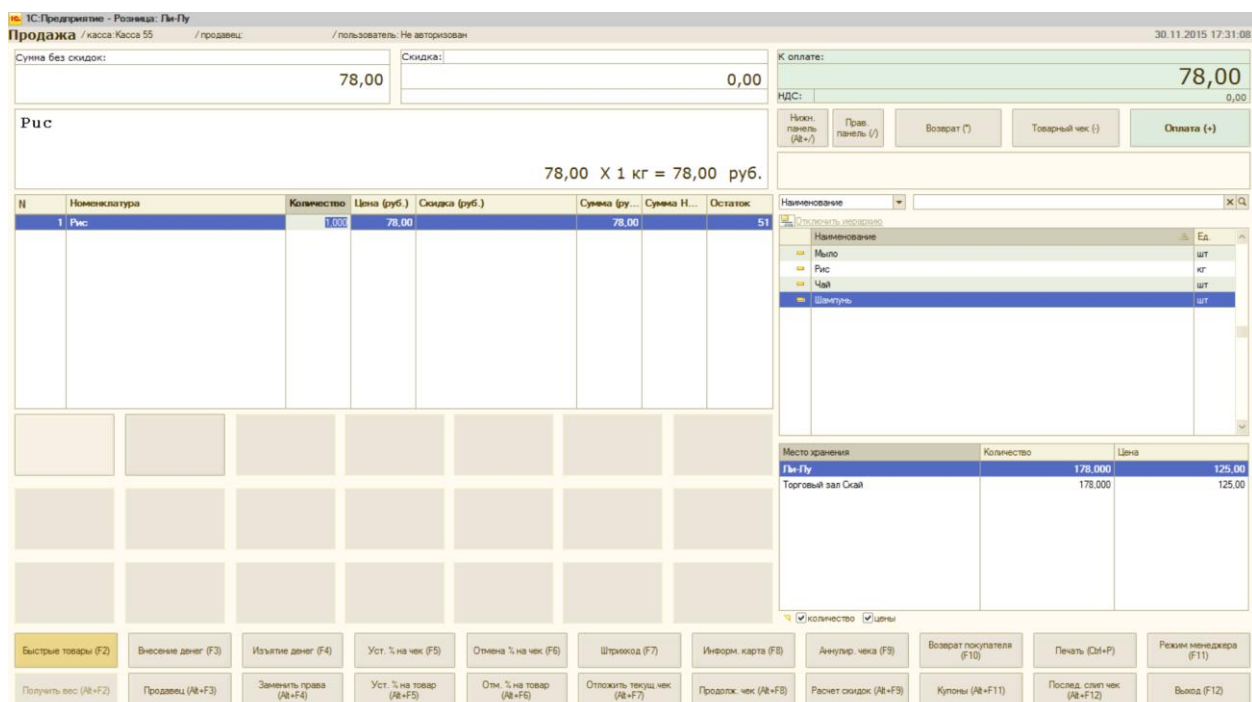 1С:Предприятие - Розница: Пи-Пу
Продажа / касса: Касса 55 / продавец: / пользователь: Не авторизован 30.11.2015 17:31:08
Сумма без скидок: Скидка: К оплате:
78,00 0,00 78,00
НДС: 0,00
Рис
78,00 X 1 кг = 78,00 руб.
Нижн. панель (Alt+/) Прав. панель (/) Возврат (*) Товарный чек (-) Оплата (+)
N Номенклатура Количество Цена (руб.) Скидка (руб.) Сумма (ру... Сумма Н... Остаток
1 Рис 1,000 78,00 78,00 51
Наименование
Отключить иерархию
Наименование Ед.
Мыло шт
Рис кг
Чай шт
Шампунь шт
Место хранения Количество Цена
Пи-Пу 178,000 125,00
Торговый зал Скай 178,000 125,00
количество цены
Быстрые товары (F2) Внесение денег (F3) Изъятие денег (F4) Уст. % на чек (F5) Отмена % на чек (F6) Штрихкод (F7) Информ. карта (F8) Аннулир. чека (F9) Возврат покупателя (F10) Печать (Ctrl+P) Режим менеджера (F11)
Получить вес (Alt+F2) Продавец (Alt+F3) Заменить права (Alt+F4) Уст. % на товар (Alt+F5) Отм. % на товар (Alt+F6) Отложить текущ.чек (Alt+F7) Продолж. чек (Alt+F8) Расчет скидок (Alt+F9) Купоны (Alt+F11) Послед. слип чек (Alt+F12) Выход (F12)